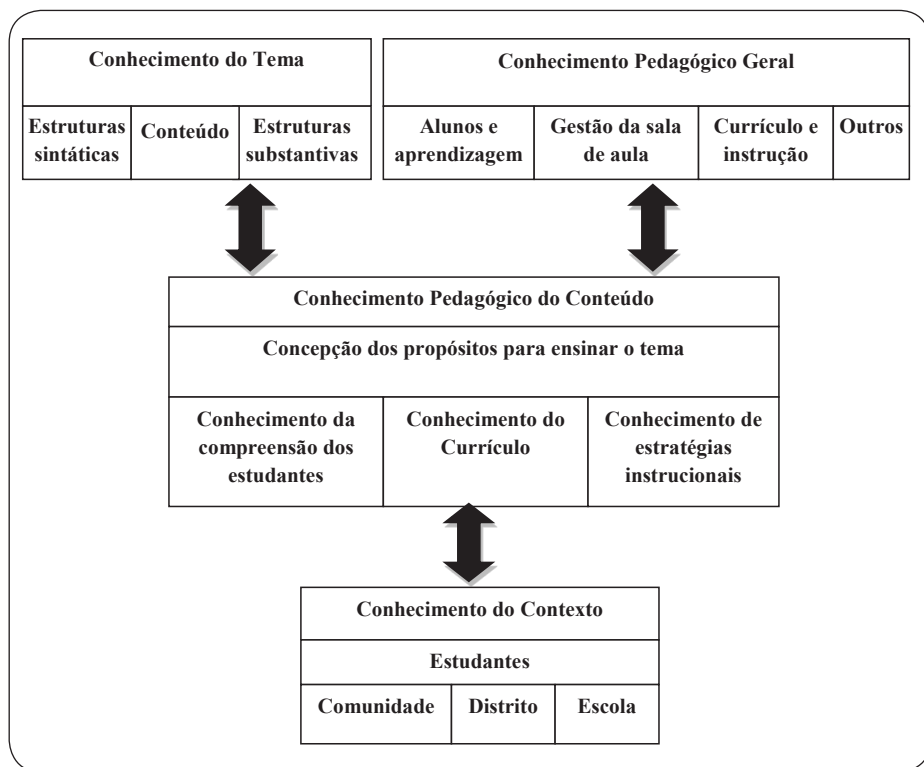 Conhecimento do Tema
Estruturas
sintáticas
Conteúdo
Estruturas
substantivas
Conhecimento Pedagógico Geral
Alunos e
aprendizagem
Gestão da sala
de aula
Currículo e
instrução
Outros
Conhecimento Pedagógico do Conteúdo
Concepção dos propósitos para ensinar o tema
Conhecimento da
compreensão dos
estudantes
Conhecimento do
Currículo
Conhecimento de
estratégias
instrucionais
Conhecimento do Contexto
Estudantes
Comunidade
Distrito
Escola